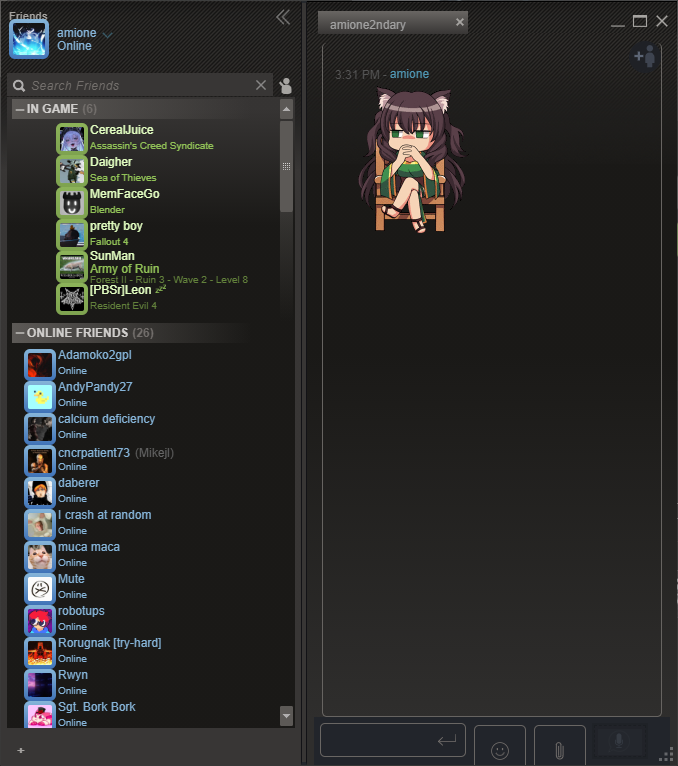 Friends
amione
Online
Search Friends
IN GAME (6)
CerealJuice
Assassin's Creed Syndicate
Daigher
Sea of Thieves
MemFaceGo
Blender
pretty boy
Fallout 4
SunMan
Army of Ruin
Forest II - Ruin 3 - Wave 2 - Level 8
[PBSr]Leon zzz
Resident Evil 4
ONLINE FRIENDS (26)
Adamoko2gpl
Online
AndyPandy27
Online
calcium deficiency
Online
cncrpatient73 (Mikejl)
Online
daberer
Online
I crash at random
Online
muca maca
Online
Mute
Online
robotups
Online
Rorugnak [try-hard]
Online
Rwyn
Online
Sgt. Bork Bork
Online
+
amione2ndary
3:31 PM - amione